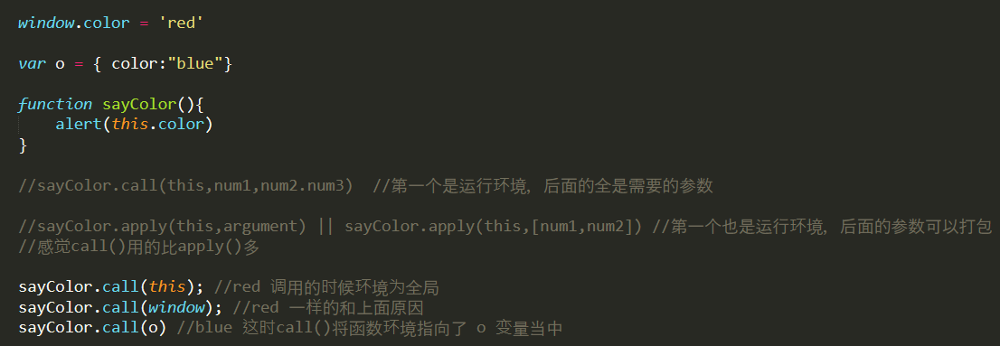 window.color = 'red'
var o = { color:"blue"}
function sayColor(){
alert(this.color)
}
//sayColor.call(this,num1,num2.num3)  //第一个是运行环境，后面的全是需要的参数
//sayColor.apply(this,argument) || sayColor.apply(this,[num1,num2]) //第一个也是运行环境，后面的参数可以打包
//感觉call()用的比apply()多
sayColor.call(this); //red 调用的时候环境为全局
sayColor.call(window); //red 一样的和上面原因
sayColor.call(o) //blue 这时call()将函数环境指向了 o 变量当中